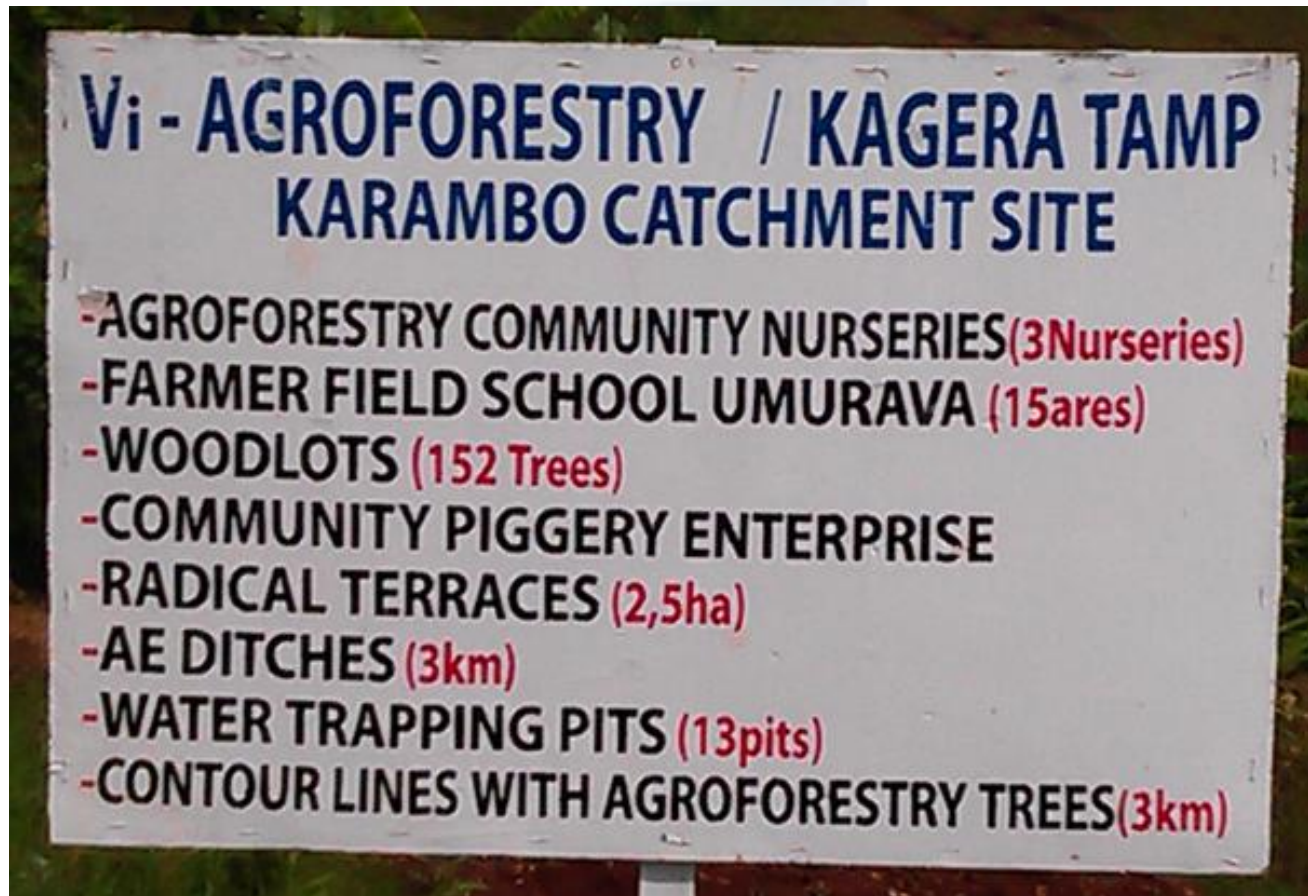 Vi - AGROFORESTRY / KAGERA TAMP
KARAMBO CATCHMENT SITE
-AGROFORESTRY COMMUNITY NURSERIES(3Nurseries)
-FARMER FIELD SCHOOL UMURAVA (15ares)
-WOODLOTS (152 Trees)
-COMMUNITY PIGGERY ENTERPRISE
-RADICAL TERRACES (2,5ha)
-AE DITCHES (3km)
-WATER TRAPPING PITS (13pits)
-CONTOUR LINES WITH AGROFORESTRY TREES(3km)